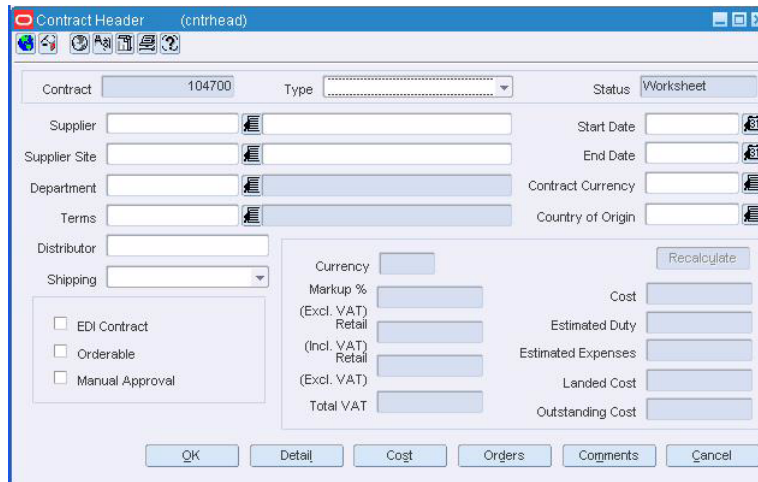 Contract Header (cntrhead)
Contract 104700 Type Status Worksheet
Supplier Start Date
Supplier Site End Date
Department Contract Currency
Terms Country of Origin
Distributor
Shipping
Currency Recalculate
Markup %
(Excl. VAT) Cost
Retail Estimated Duty
(Incl. VAT)
Retail Estimated Expenses
(Excl. VAT) Landed Cost
Total VAT Outstanding Cost
EDI Contract
Orderable
Manual Approval
OK Detail Cost Orders Comments Cancel